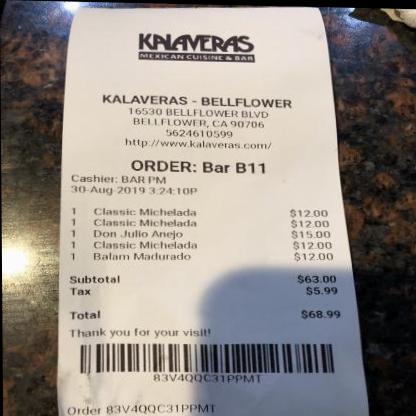 KALAVERAS
MEXICAN CUISINE & BAR
KALAVERAS - BELLFLOWER
16530 BELLFLOWER BLVD
BELLFLOWER, CA 90706
5624610599
http://www.kalaveras.com/
ORDER: Bar B11
Cashier: BAR PM
30-Aug-2019 3:24:10P
1 Classic Michelada $12.00
1 Classic Michelada $12.00
1 Don Julio Anejo $15.00
1 Classic Michelada $12.00
1 Balam Madurado $12.00
Subtotal $63.00
Tax $5.99
Total $68.99
Thank you for your visit!
83V4QQC31PPMT
Order 83V4QQC31PPMT